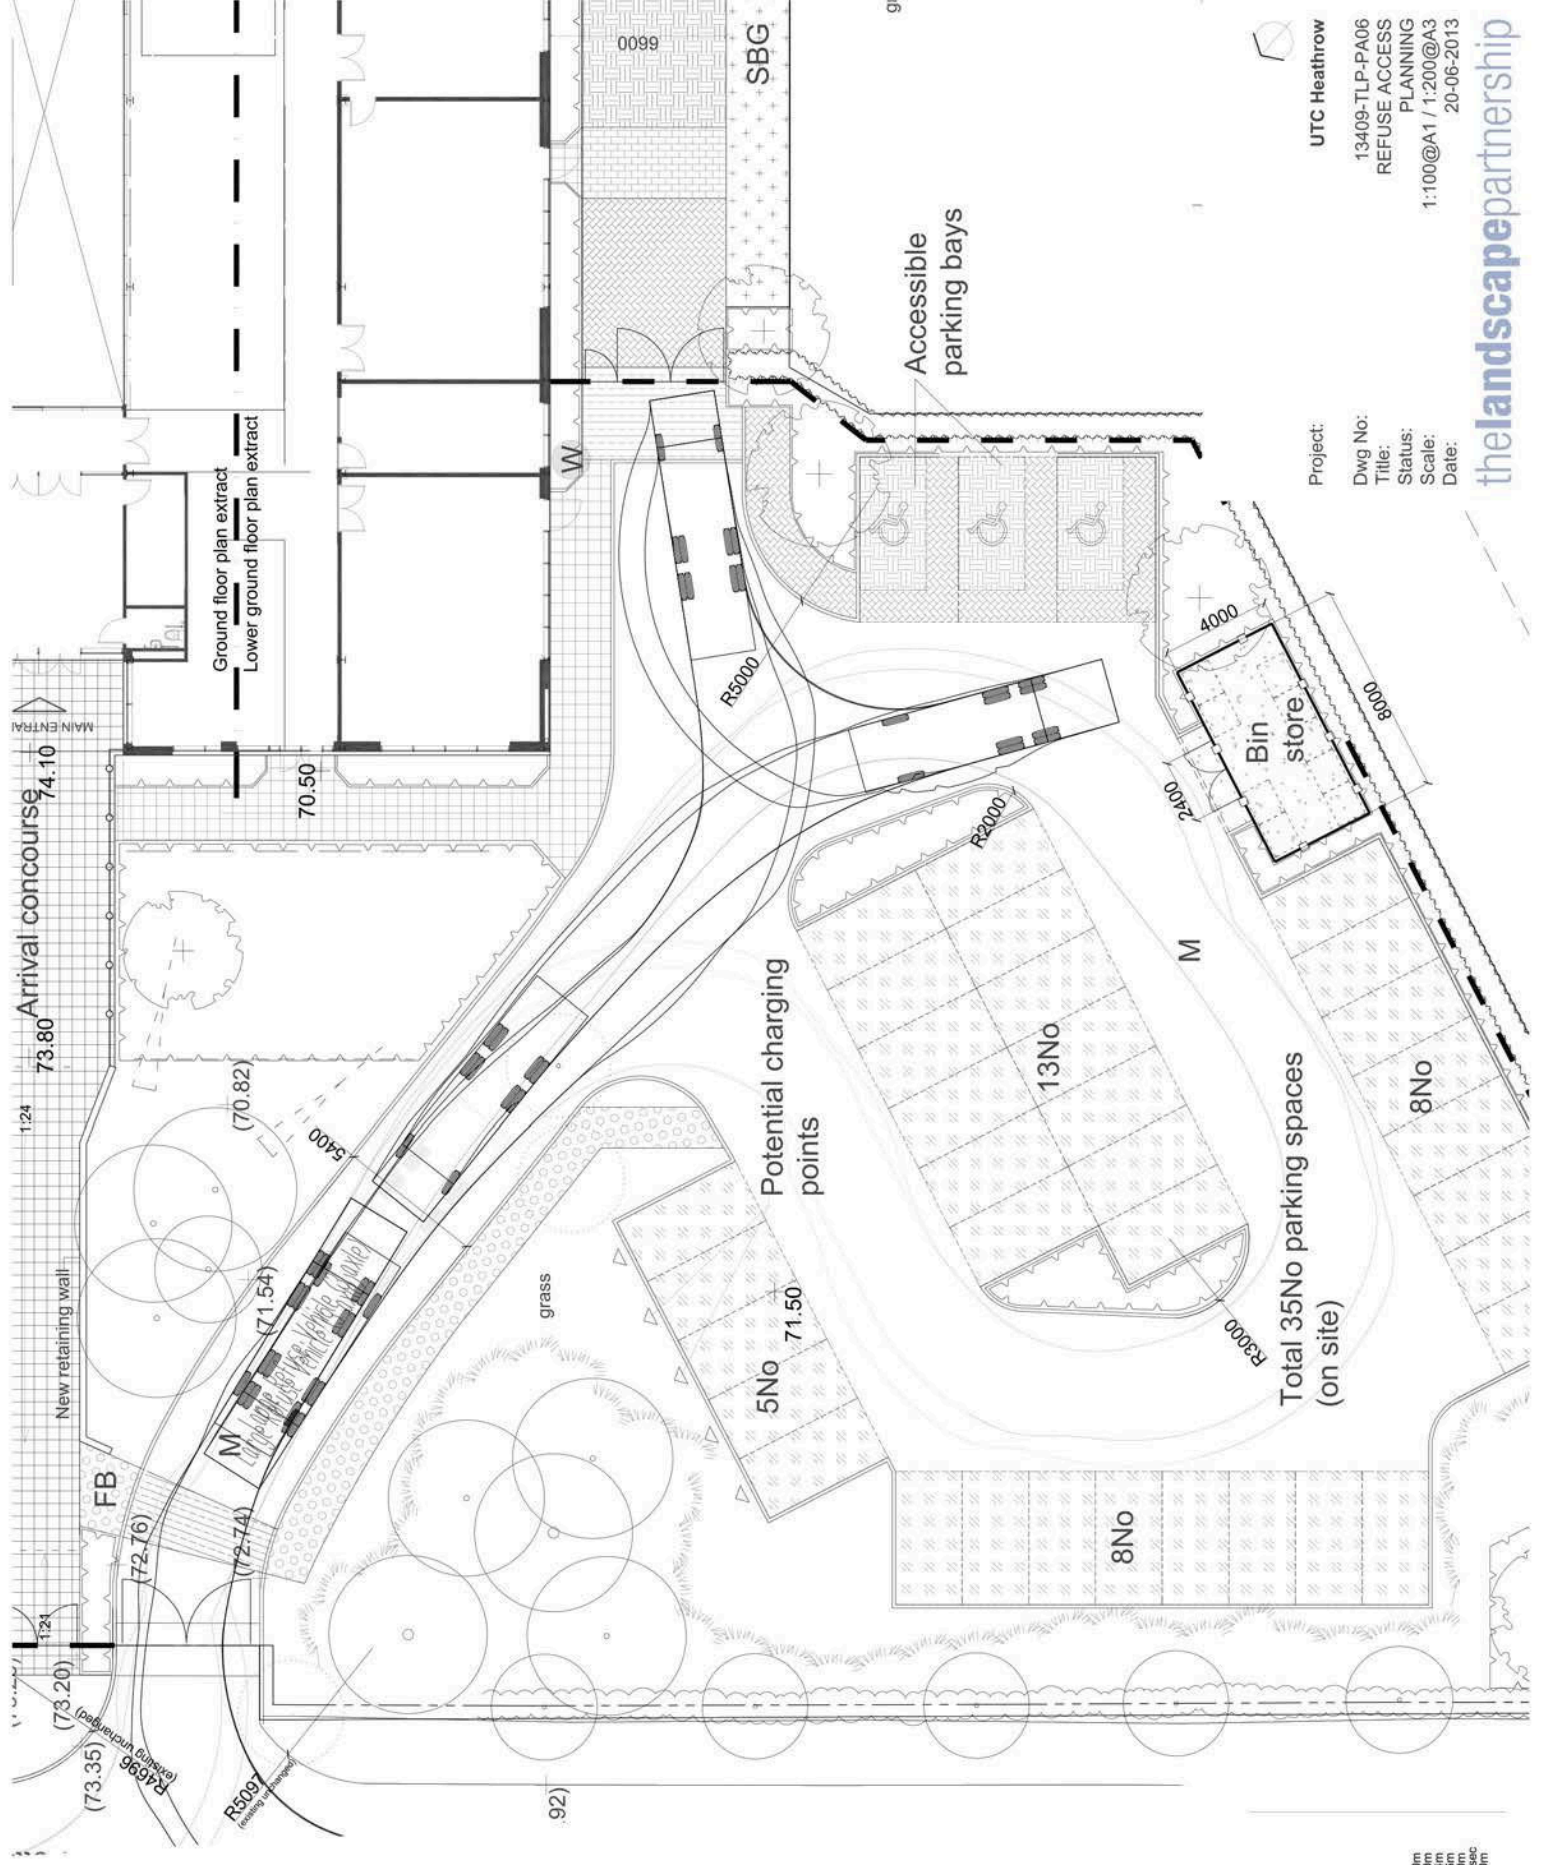 UTC Heathrow
Project:
Dwg No:
13409-TLP-PA06
Title:
REFUSE ACCESS
Status:
PLANNING
Scale:
1:100@A1 / 1:200@A3
Date:
20-06-2013
thelandscapepartnership
Arrival concourse
MAIN ENTRA
74.10
73.80
1:24
New retaining wall
FB
1:21
(73.20)
(73.35)
R4696
(existing unchanged)
R5097
(existing unchanged)
(72.76)
(72.74)
M
(71.54)
5400
(70.82)
70.50
Ground floor plan extract
Lower ground floor plan extract
W
6600
SBG
Accessible
parking bays
R5000
R2000
4000
8000
2400
Bin
store
Potential charging
points
13No
M
8No
Total 35No parking spaces
(on site)
R3000
71.50
5No
grass
8No
.92)